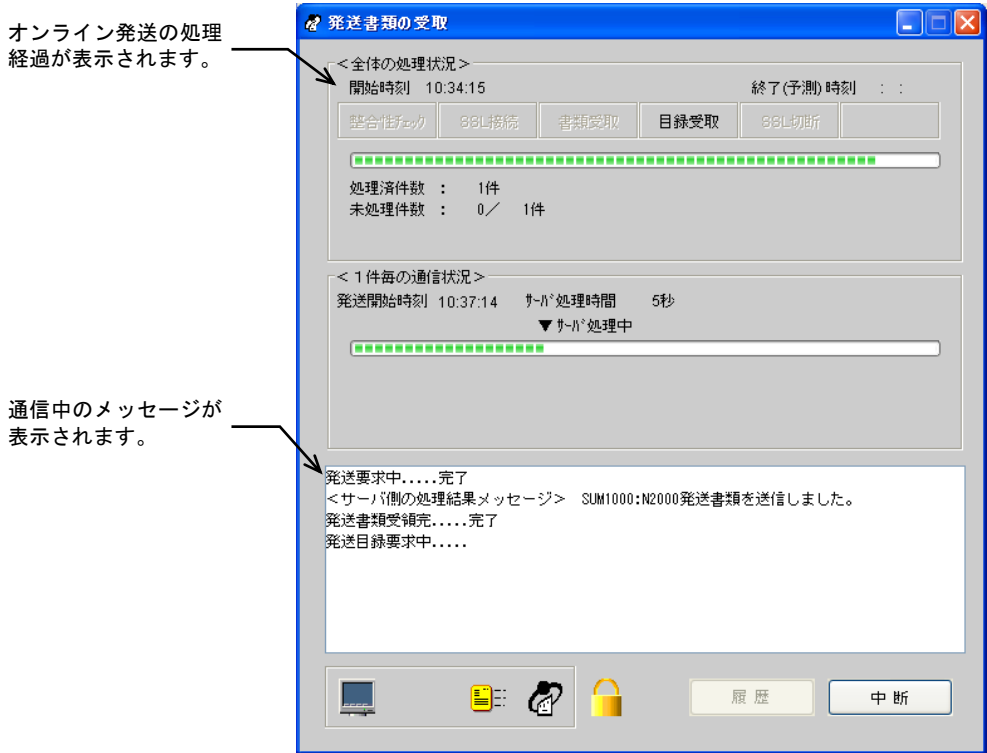 オンライン発送の処理
経過が表示されます。
発送書類の受取
＜全体の処理状況＞
開始時刻 10:34:15 終了(予測)時刻 : :
整合性ﾁｪｯｸ SSL接続 書類受取 目録受取 SSL切断
処理済件数 : 1件
未処理件数 : 0／ 1件
＜1件毎の通信状況＞
発送開始時刻 10:37:14 ｻｰﾊﾞ処理時間 5秒
▼ｻｰﾊﾞ処理中
通信中のメッセージが
表示されます。
発送要求中.....完了
＜サーバ側の処理結果メッセージ＞ SUM1000:N2000発送書類を送信しました。
発送書類受領完.....完了
発送目録要求中.....
履歴 中断